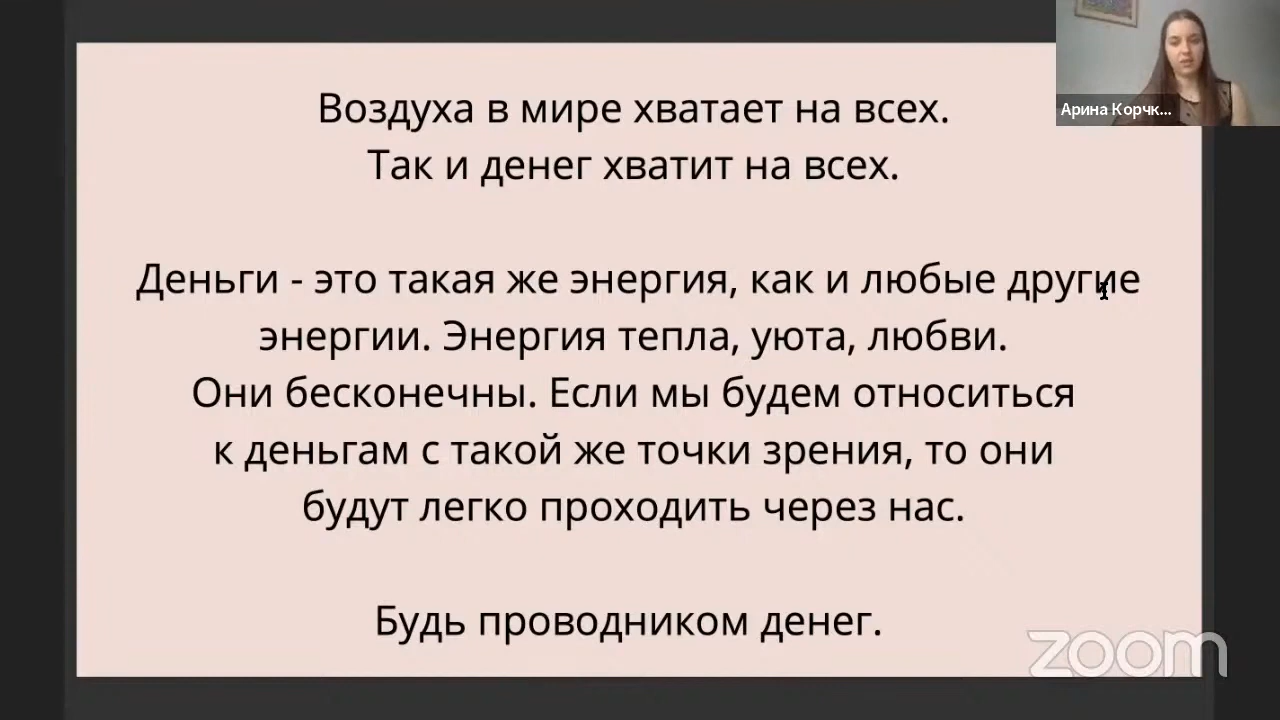 Арина Корчк...
Воздуха в мире хватает на всех.
Так и денег хватит на всех.
Деньги - это такая же энергия, как и любые другие
энергии. Энергия тепла, уюта, любви.
Они бесконечны. Если мы будем относиться
к деньгам с такой же точки зрения, то они
будут легко проходить через нас.
Будь проводником денег.
zoom